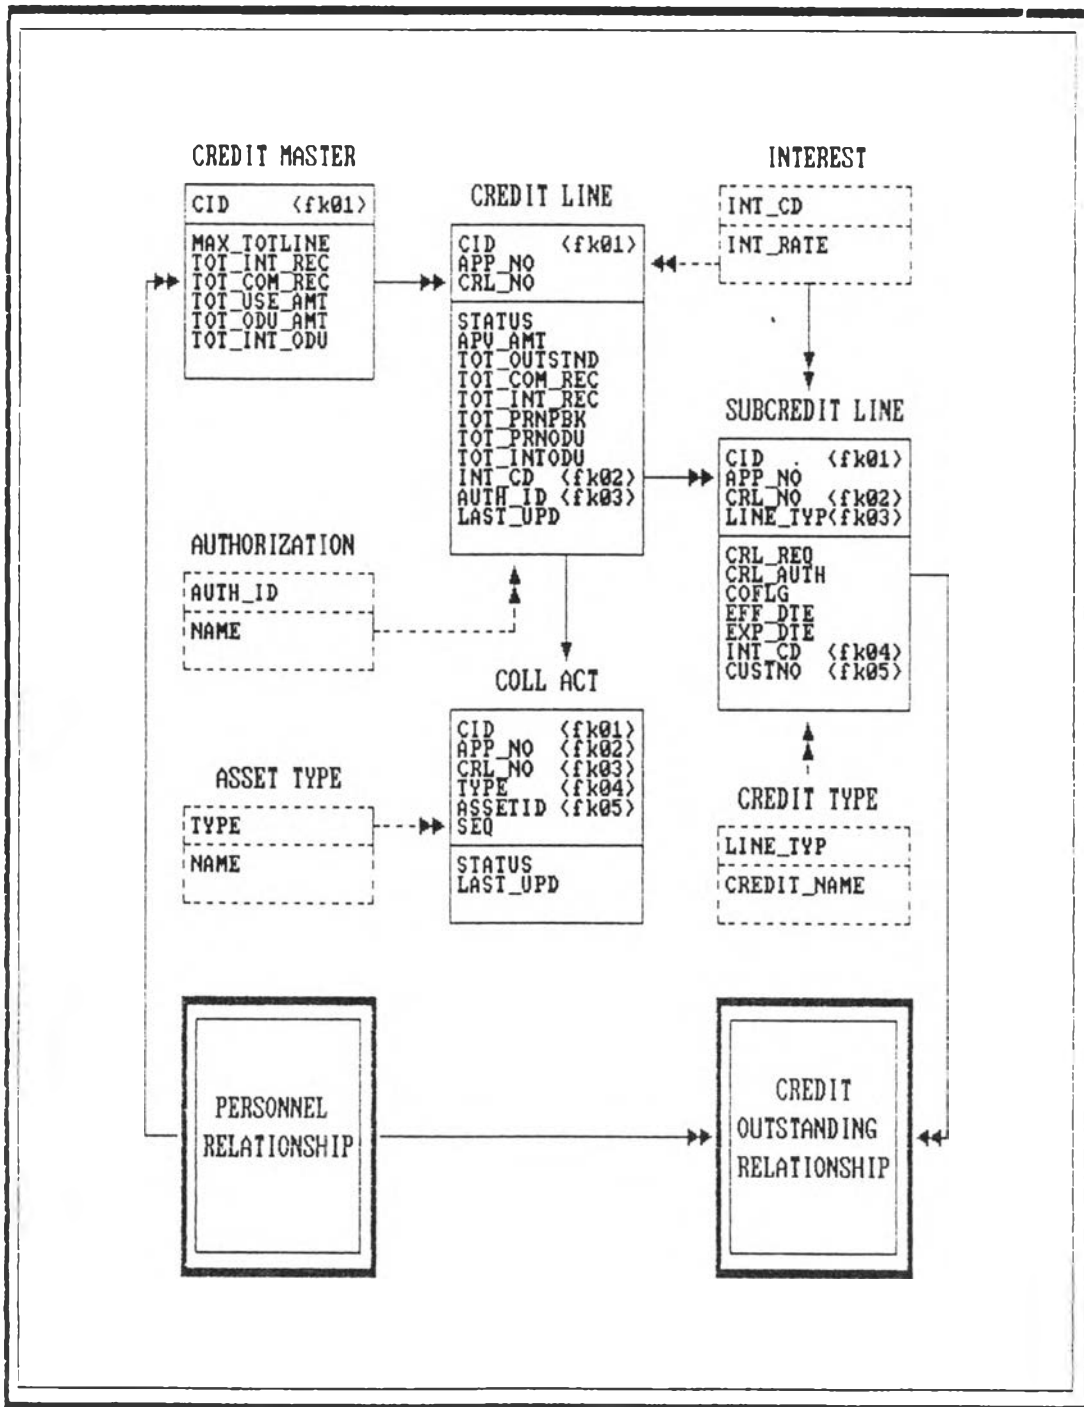 CREDIT MASTER
CID <fk01>
MAX_TOTLINE
TOT_INT_REC
TOT_COM_REC
TOT_USE_AMT
TOT_ODU_AMT
TOT_INT_ODU
CREDIT LINE
CID <fk01>
APP_NO
CRL_NO
STATUS
APV_AMT
TOT_OUTSTND
TOT_COM_REC
TOT_INT_REC
TOT_PRNPBK
TOT_PRNODU
TOT_INTODU
INT_CD <fk02>
AUTH_ID <fk03>
LAST_UPD
INTEREST
INT_CD
INT_RATE
SUBCREDIT LINE
CID <fk01>
APP_NO
CRL_NO <fk02>
LINE_TYP<fk03>
CRL_REQ
CRL_AUTH
COFLG
EFF_DTE
EXP_DTE
INT_CD <fk04>
CUSTNO <fk05>
AUTHORIZATION
AUTH_ID
NAME
COLL ACT
CID <fk01>
APP_NO <fk02>
CRL_NO <fk03>
TYPE <fk04>
ASSETID <fk05>
SEQ
STATUS
LAST_UPD
ASSET TYPE
TYPE
NAME
CREDIT TYPE
LINE_TYP
CREDIT_NAME
PERSONNEL
RELATIONSHIP
CREDIT
OUTSTANDING
RELATIONSHIP